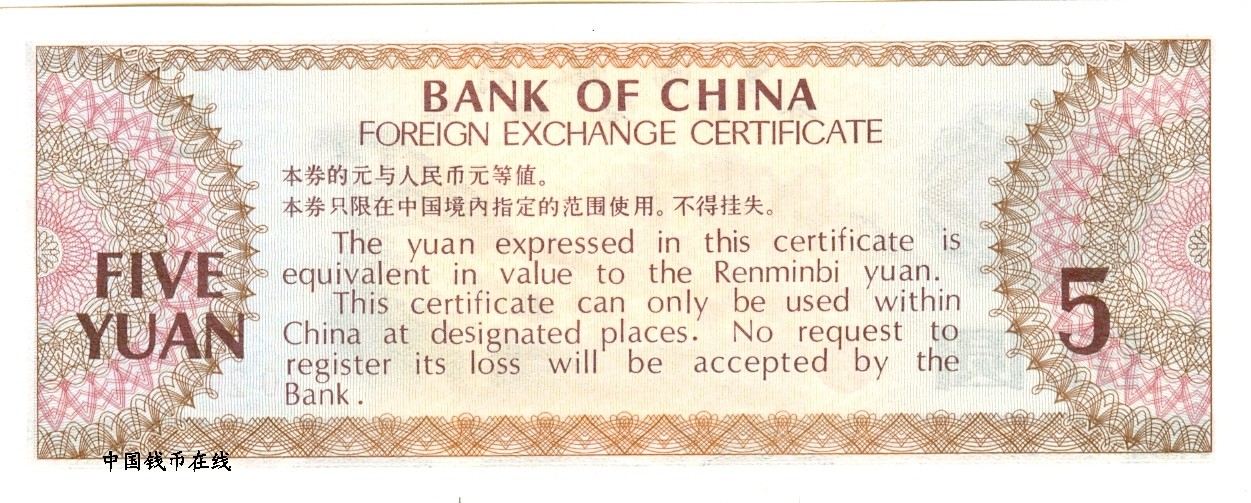 BANK OF CHINA
FOREIGN EXCHANGE CERTIFICATE
本券的元与人民币元等値。
本券只限在中国境內指定的范围使用。不得挂失。
The yuan expressed in this certificate is
equivalent in value to the Renminbi yuan.
This certificate can only be used within
China at designated places. No request to
register its loss will be accepted by the
Bank.
FIVE
YUAN
5
中国钱币在线